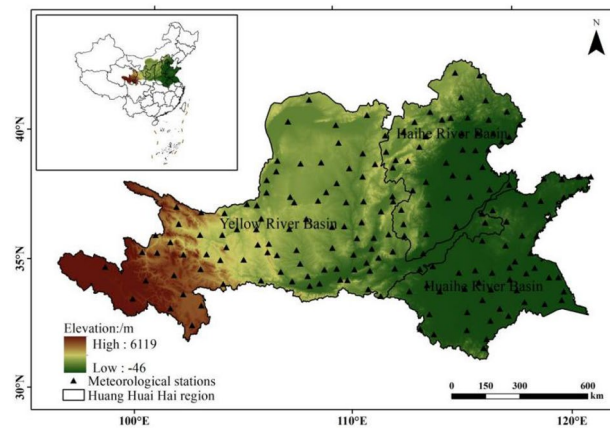 N
40°N
35°N
30°N
Haihe River Basin
Yellow River Basin
Huaihe River Basin
Elevation:/m
High : 6119
Low : -46
Meteorological stations
Huang Huai Hai region
0 150 300 600
km
100°E 110°E 120°E